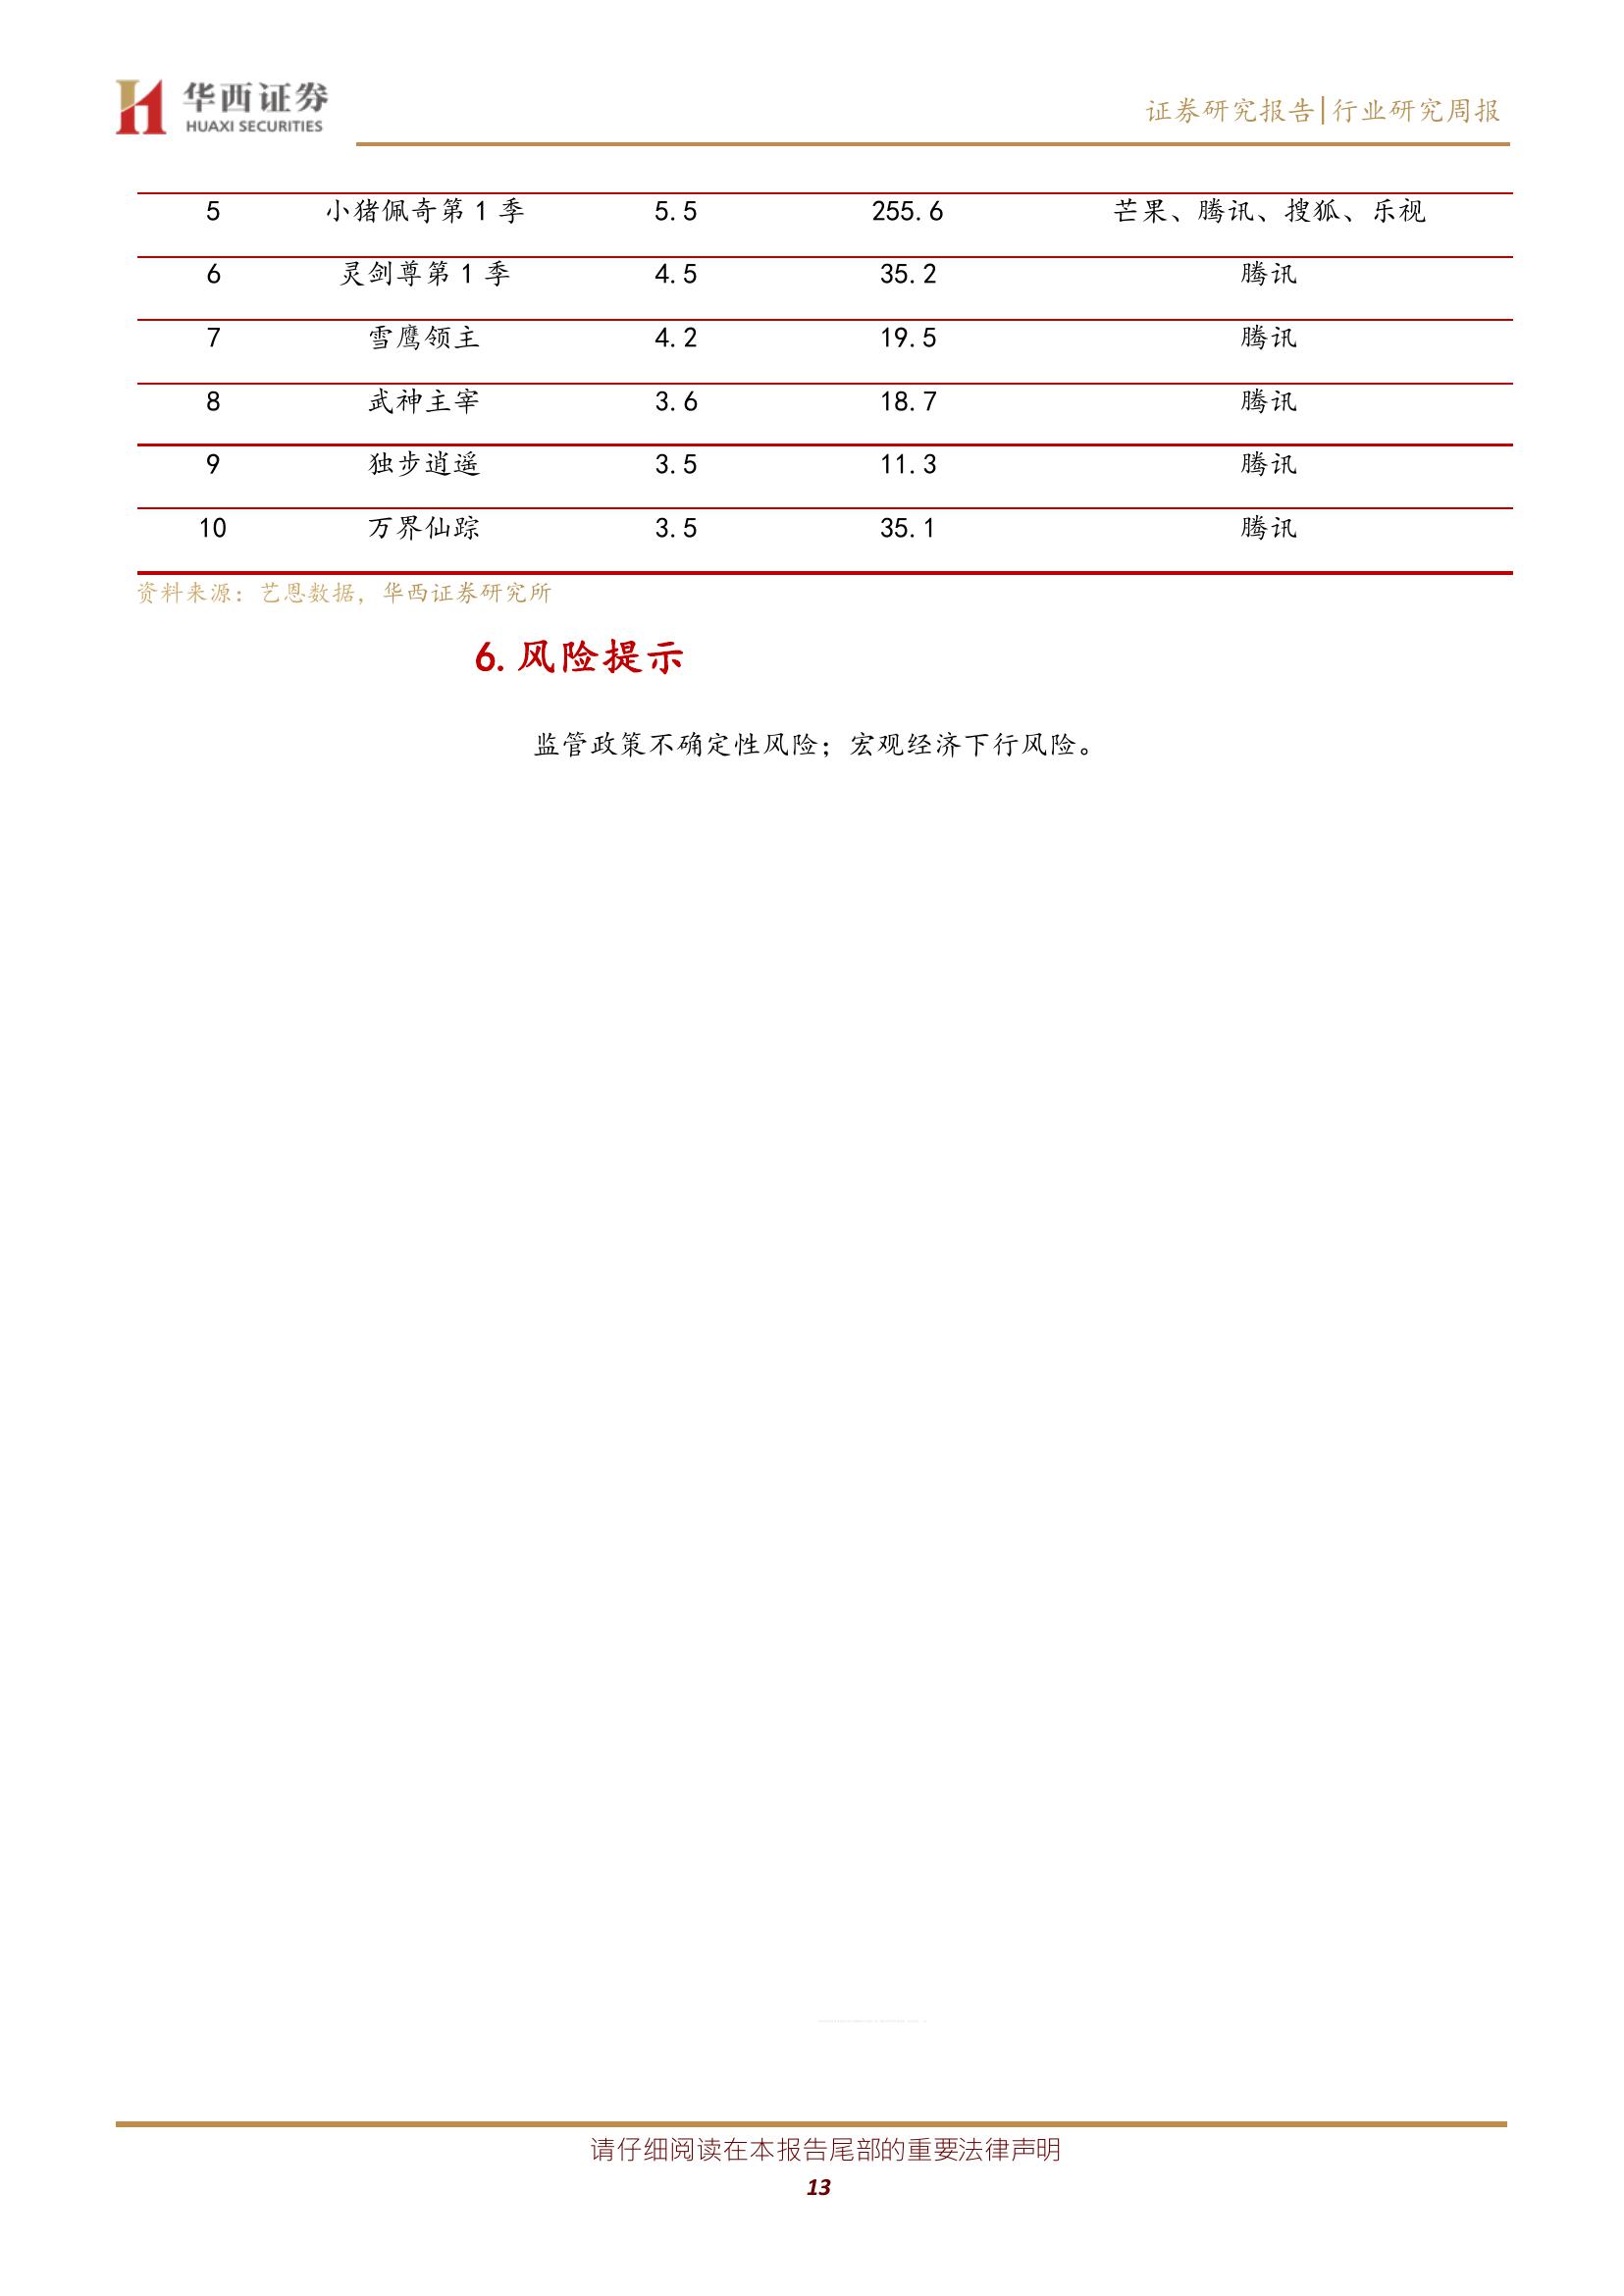 华西证券
HUAXI SECURITIES
证券研究报告|行业研究周报
5 小猪佩奇第 1 季 5.5 255.6 芒果、腾讯、搜狐、乐视
6 灵剑尊第 1 季 4.5 35.2 腾讯
7 雪鹰领主 4.2 19.5 腾讯
8 武神主宰 3.6 18.7 腾讯
9 独步逍遥 3.5 11.3 腾讯
10 万界仙踪 3.5 35.1 腾讯
资料来源：艺恩数据，华西证券研究所
6. 风险提示
监管政策不确定性风险；宏观经济下行风险。
请仔细阅读在本报告尾部的重要法律声明
13